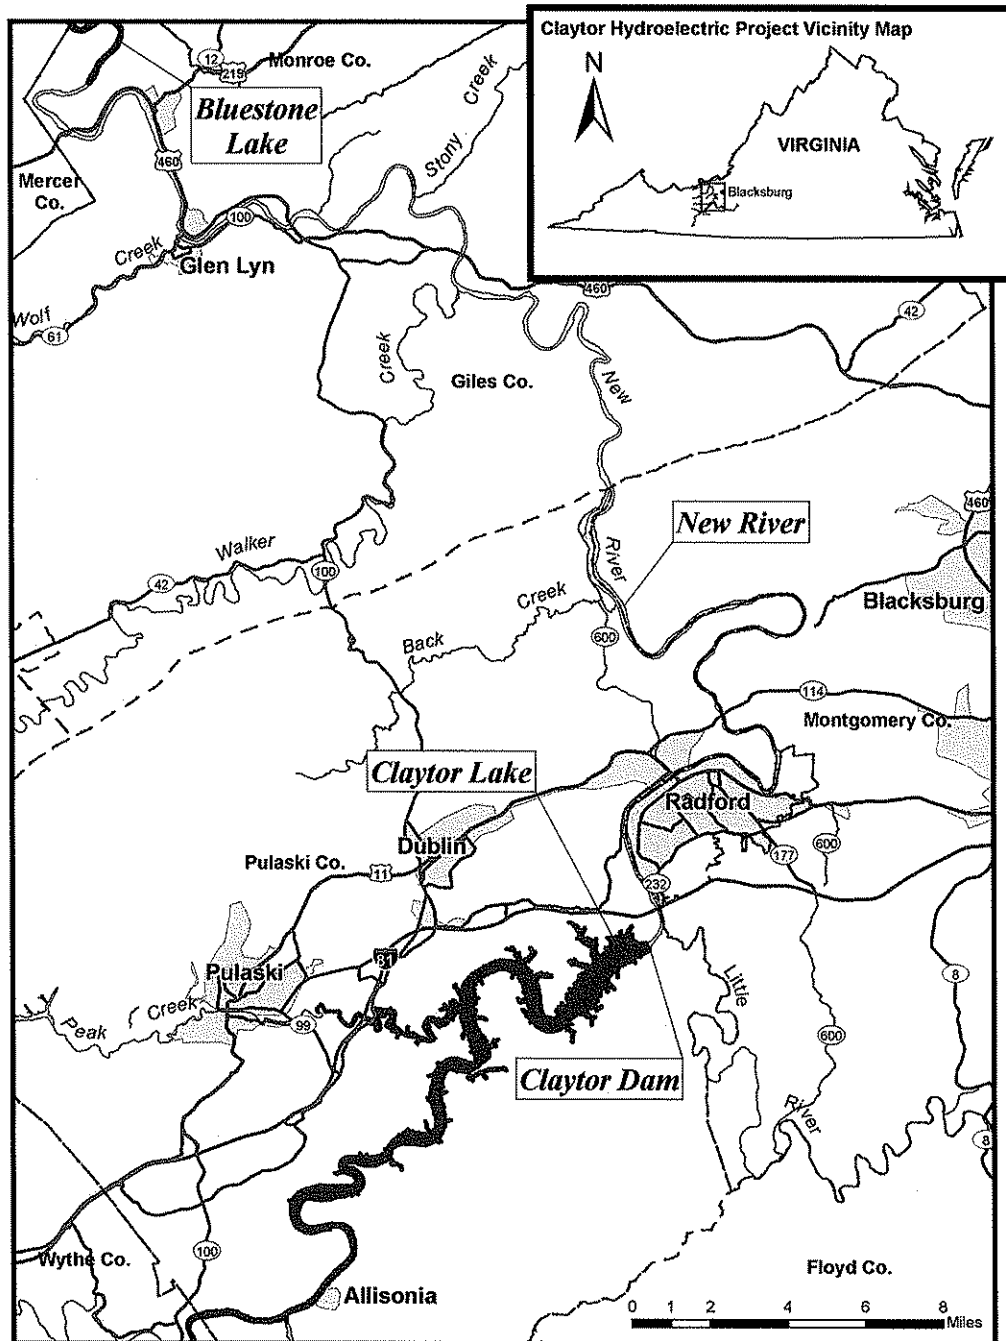 Claytor Hydroelectric Project Vicinity Map
N
VIRGINIA
Blacksburg
12
219
Monroe Co.
Creek
Stony
Bluestone
Lake
460
Mercer
Co.
100
Creek
Glen Lyn
Wolf
61
460
42
Creek
Giles Co.
New
New River
460
Walker
River
42
100
Creek
Blacksburg
Back
600
114
Montgomery Co.
Claytor Lake
Radford
Dublin
Pulaski Co.
11
177
600
232
81
Pulaski
Little
8
Creek
Peak
99
600
Claytor Dam
River
8
100
Wythe Co.
Floyd Co.
Allisonia
0 1 2 4 6 8
Miles